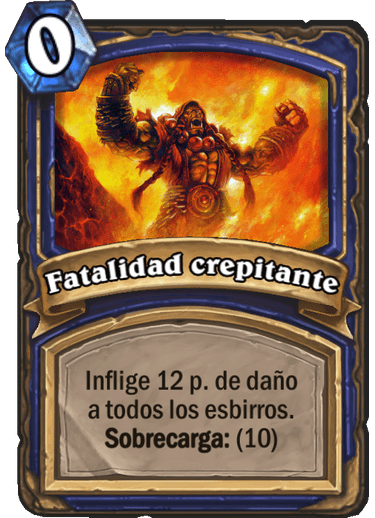 0
Fatalidad crepitante
Inflige 12 p. de daño
a todos los esbirros.
Sobrecarga: (10)